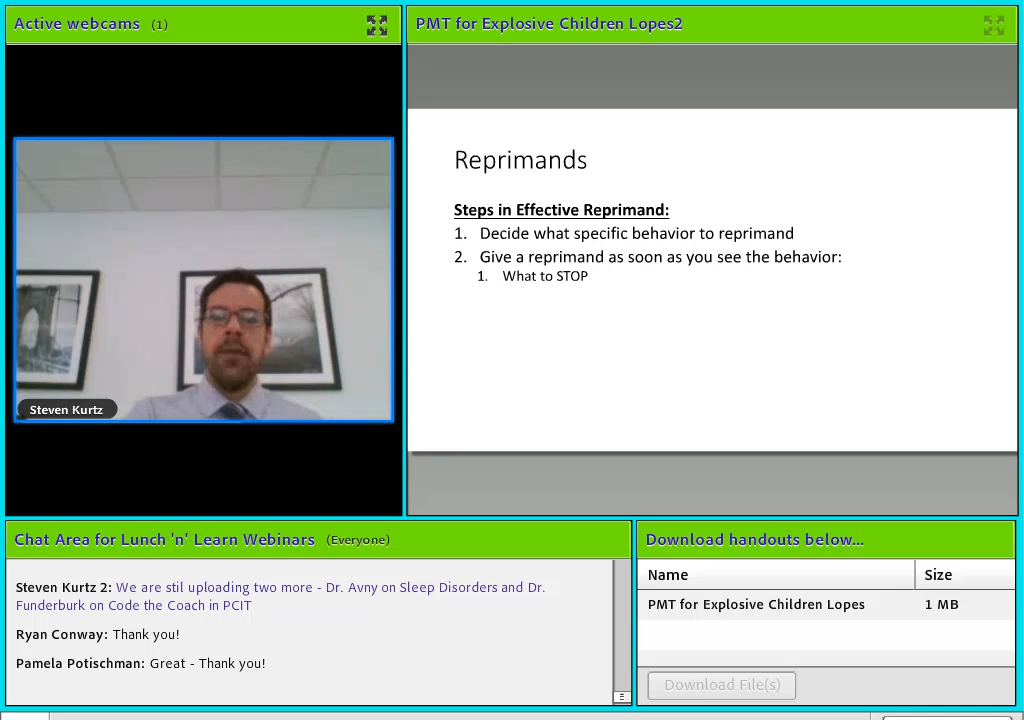 Active webcams (1)
PMT for Explosive Children Lopes2
Reprimands
Steps in Effective Reprimand:
1. Decide what specific behavior to reprimand
2. Give a reprimand as soon as you see the behavior:
1. What to STOP
Steven Kurtz
Chat Area for Lunch 'n' Learn Webinars (Everyone)
Steven Kurtz 2: We are stil uploading two more - Dr. Avny on Sleep Disorders and Dr.
Funderburk on Code the Coach in PCIT
Ryan Conway: Thank you!
Pamela Potischman: Great - Thank you!
Download handouts below...
Name Size
PMT for Explosive Children Lopes 1 MB
Download File(s)